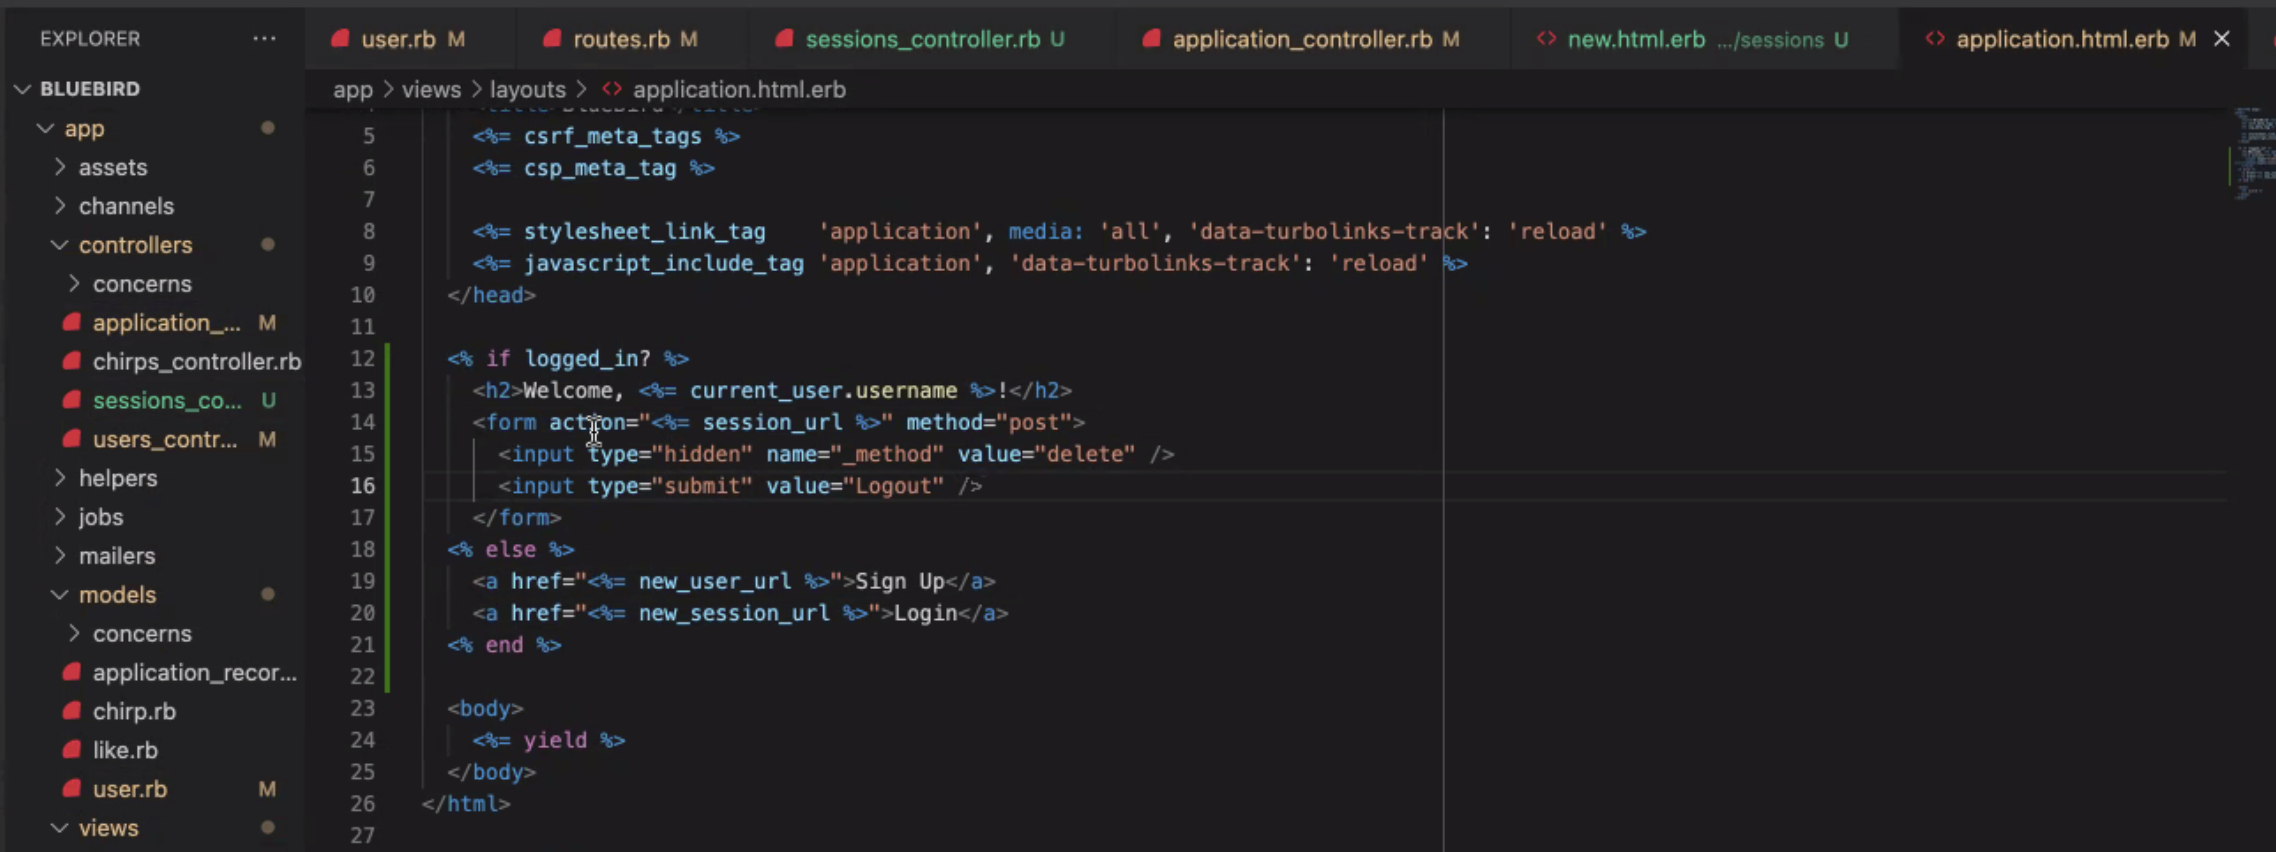 EXPLORER ...
user.rb M
routes.rb M
sessions_controller.rb U
application_controller.rb M
new.html.erb .../sessions U
application.html.erb M
BLUEBIRD
app > views > layouts > application.html.erb
app
assets
channels
controllers
concerns
application_... M
chirps_controller.rb
sessions_co... U
users_contr... M
helpers
jobs
mailers
models
concerns
application_recor...
chirp.rb
like.rb
user.rb M
views
5 <%= csrf_meta_tags %>
6 <%= csp_meta_tag %>
7
8 <%= stylesheet_link_tag    'application', media: 'all', 'data-turbolinks-track': 'reload' %>
9 <%= javascript_include_tag 'application', 'data-turbolinks-track': 'reload' %>
10 </head>
11
12 <% if logged_in? %>
13 <h2>Welcome, <%= current_user.username %>!</h2>
14 <form action="<%= session_url %>" method="post">
15 <input type="hidden" name="_method" value="delete" />
16 <input type="submit" value="Logout" />
17 </form>
18 <% else %>
19 <a href="<%= new_user_url %>">Sign Up</a>
20 <a href="<%= new_session_url %>">Login</a>
21 <% end %>
22
23 <body>
24 <%= yield %>
25 </body>
26 </html>
27